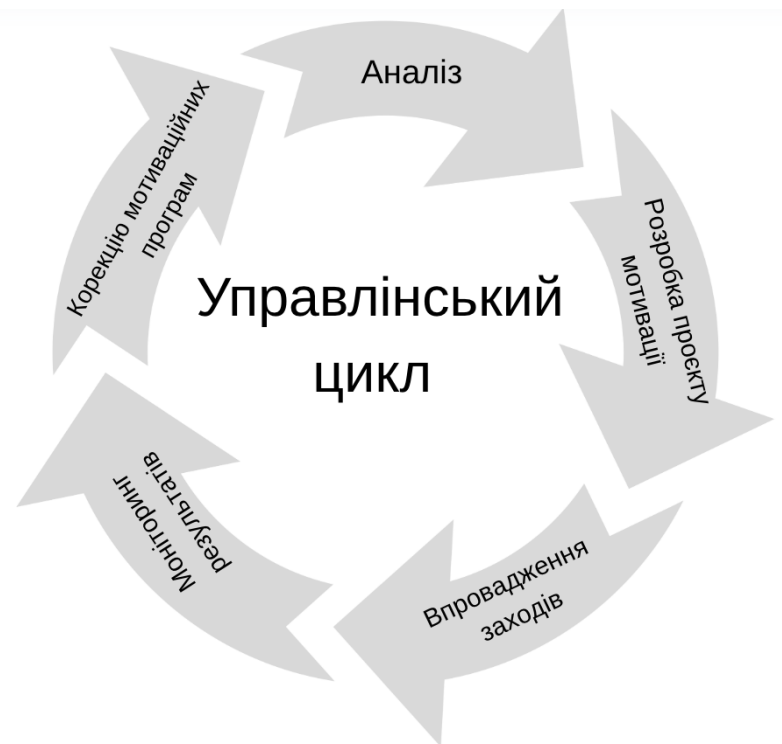 Аналіз
Розробка проєкту
мотивації
Впровадження
заходів
Моніторинг
результатів
Корекцію мотиваційних
програм
Управлінський
цикл